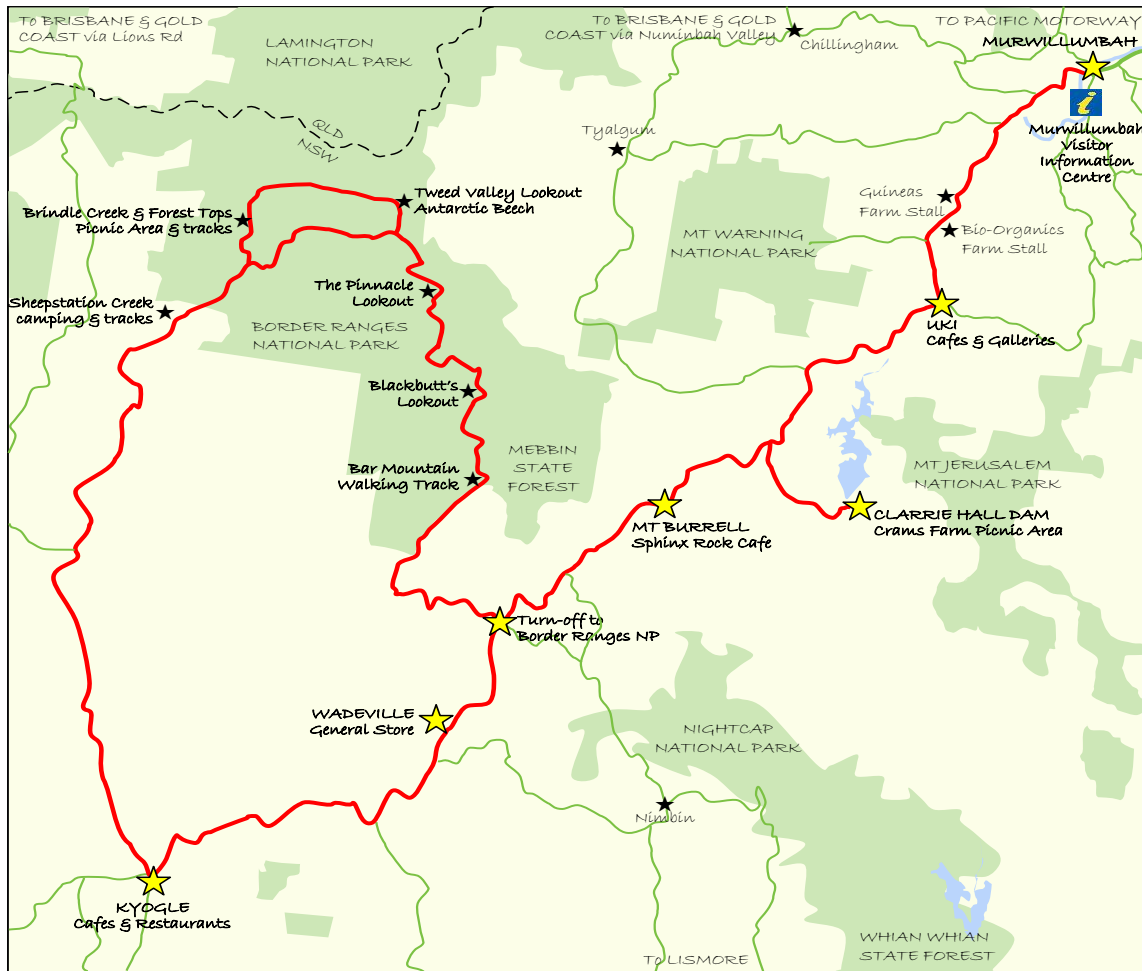 To BRISBANE & GOLD
COAST via Lions Rd
LAMINGTON
NATIONAL PARK
To BRISBANE & GOLD
COAST via Numinbah Valley
Chillingham
TO PACIFIC MOTORWAY
MURWILLUMBAH
i
Murwillumbah
Visitor
Information
Centre
QLD
NSW
Tyalgum
Tweed Valley Lookout
Antarctic Beech
Brindle Creek & Forest Tops
Picnic Area & tracks
Guineas
Farm Stall
Bio-Organics
Farm Stall
MT WARNING
NATIONAL PARK
The Pinnacle
Lookout
Sheepstation Creek
camping & tracks
BORDER RANGES
NATIONAL PARK
UKI
Cafes & Galleries
Blackbutt's
Lookout
MEBBIN
STATE
FOREST
Bar Mountain
Walking Track
MT JERUSALEM
NATIONAL PARK
CLARRIE HALL DAM
Crams Farm Picnic Area
MT BURRELL
Sphinx Rock Cafe
Turn-off to
Border Ranges NP
WADEVILLE
General Store
NIGHTCAP
NATIONAL PARK
Nimbin
KYOGLE
Cafes & Restaurants
WHIAN WHIAN
STATE FOREST
To LISMORE